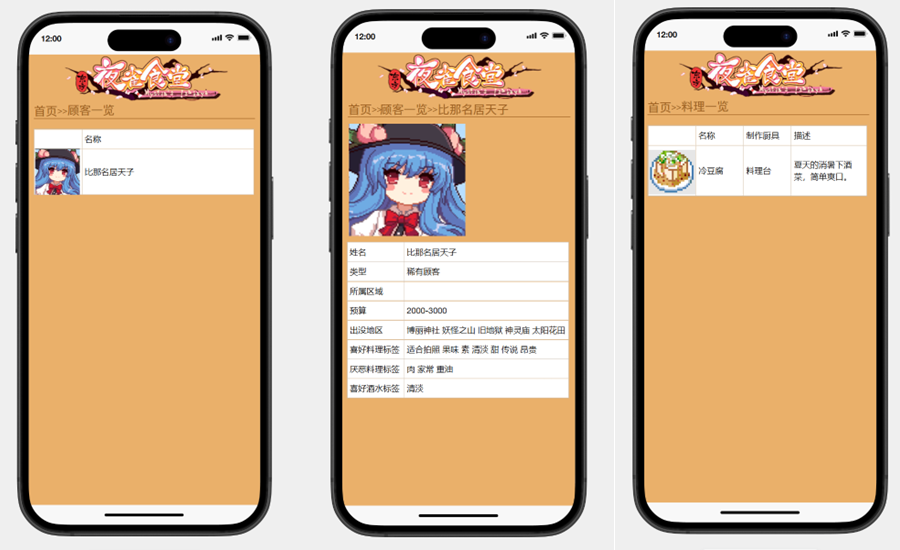 12:00
夜雀食堂
首页>>顾客一览
名称
比那名居天子
12:00
夜雀食堂
首页>>顾客一览>>比那名居天子
姓名 比那名居天子
类型 稀有顾客
所属区域
预算 2000-3000
出没地区 博丽神社 妖怪之山 旧地狱 神灵庙 太阳花田
喜好料理标签 适合拍照 果味 素 清淡 甜 传说 昂贵
厌恶料理标签 肉 家常 重油
喜好酒水标签 清淡
12:00
夜雀食堂
首页>>料理一览
名称 制作厨具 描述
冷豆腐 料理台 夏天的消暑下酒
菜，简单爽口。